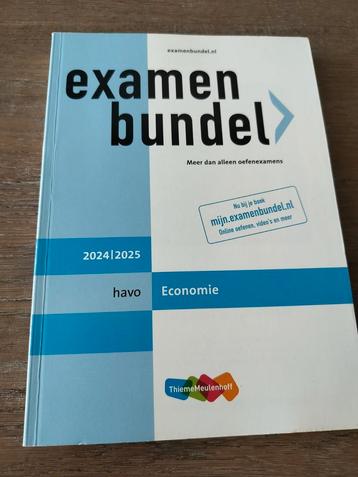 examenbundel.nl
examen
bundel
Meer dan alleen oefenexamens
Nu bij je boek
mijn.examenbundel.nl
Online oefenen, video's en meer
2024|2025
havo
Economie
ThiemeMeulenhoff